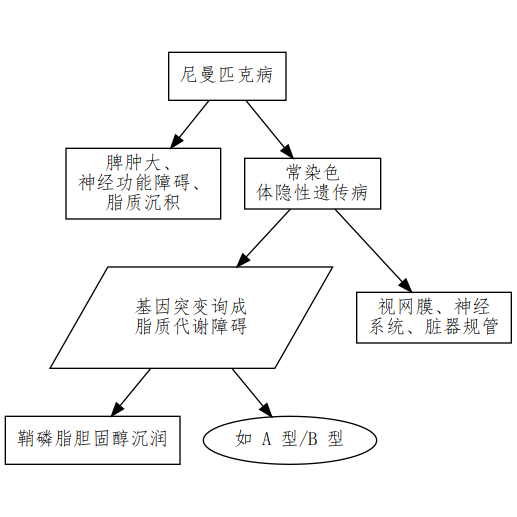 尼曼匹克病
脾肿大、
神经功能障碍、
脂质沉积
常染色
体隐性遗传病
基因突变询成
脂质代谢障碍
视网膜、神经
系统、脏器规管
鞘磷脂胆固醇沉润
如 A 型/B 型